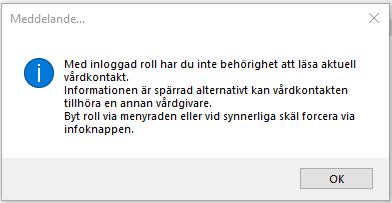 Meddelande...
Med inloggad roll har du inte behörighet att läsa aktuell
vårdkontakt.
Informationen är spärrad alternativt kan vårdkontakten
tillhöra en annan vårdgivare.
Byt roll via menyraden eller vid synnerliga skäl forcera via
infoknappen.
OK